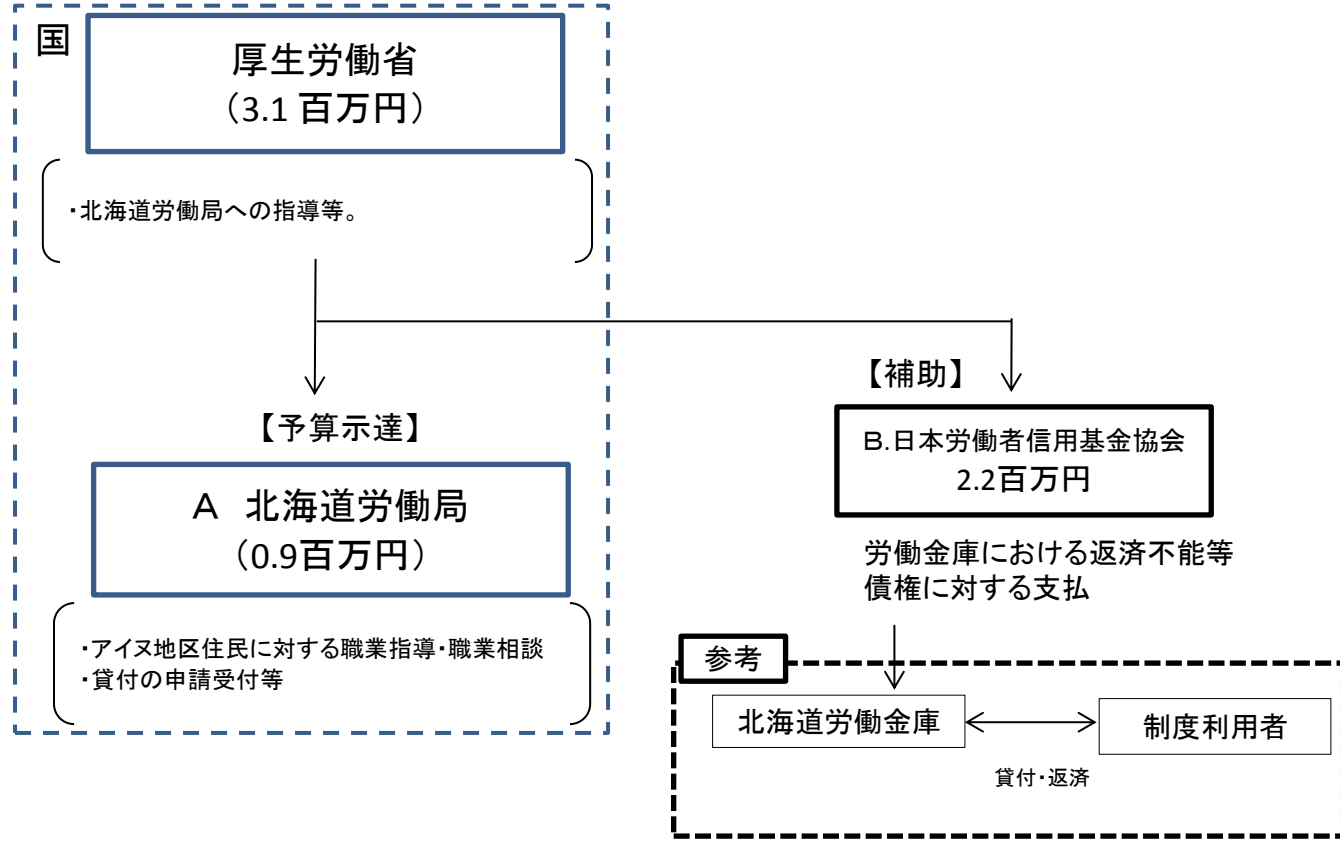 国
厚生労働省
（3.1 百万円）
・北海道労働局への指導等。
【予算示達】
A　北海道労働局
（0.9百万円）
・アイヌ地区住民に対する職業指導・職業相談
・貸付の申請受付等
【補助】
B.日本労働者信用基金協会
2.2百万円
労働金庫における返済不能等
債権に対する支払
参考
北海道労働金庫
制度利用者
貸付・返済